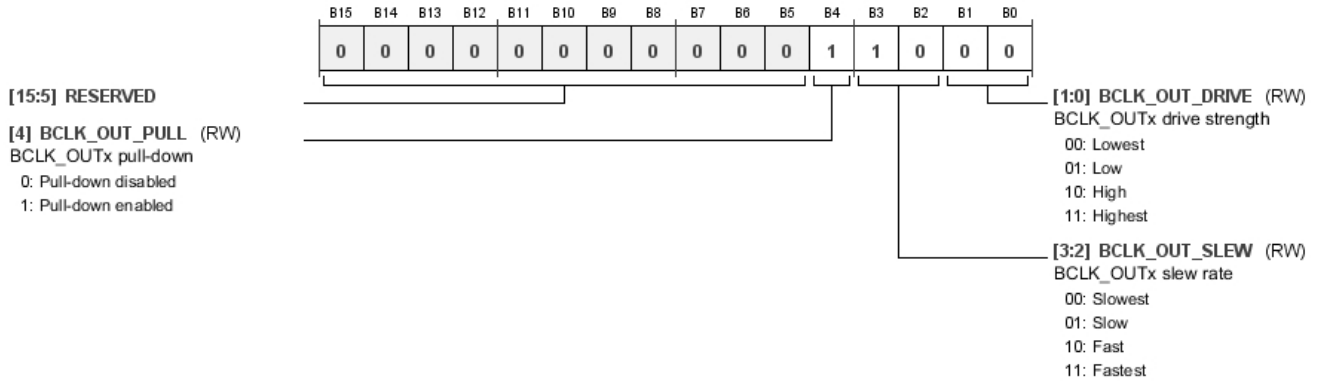 B15 B14 B13 B12 B11 B10 B9 B8 B7 B6 B5 B4 B3 B2 B1 B0
0 0 0 0 0 0 0 0 0 0 0 1 1 0 0 0
[15:5] RESERVED
[4] BCLK_OUT_PULL (RW)
BCLK_OUTx pull-down
0: Pull-down disabled
1: Pull-down enabled
[1:0] BCLK_OUT_DRIVE (RW)
BCLK_OUTx drive strength
00: Lowest
01: Low
10: High
11: Highest
[3:2] BCLK_OUT_SLEW (RW)
BCLK_OUTx slew rate
00: Slowest
01: Slow
10: Fast
11: Fastest